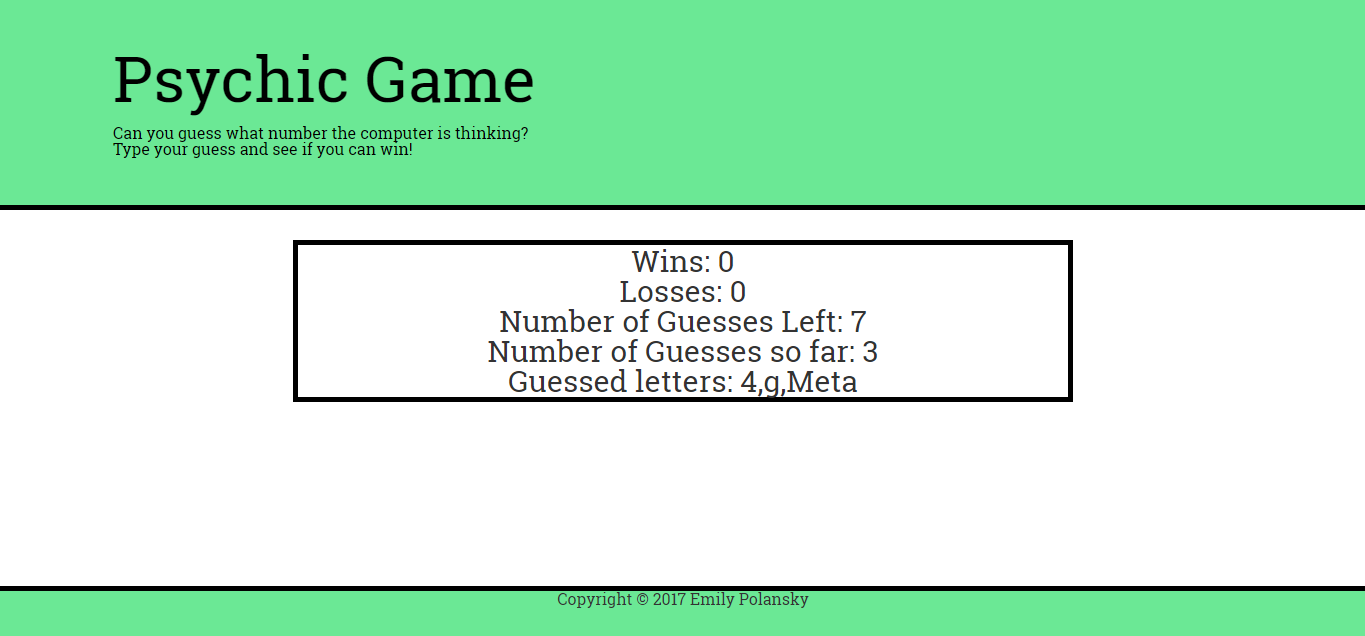 Psychic Game
Can you guess what number the computer is thinking?
Type your guess and see if you can win!
Wins: 0
Losses: 0
Number of Guesses Left: 7
Number of Guesses so far: 3
Guessed letters: 4,g,Meta
Copyright © 2017 Emily Polansky